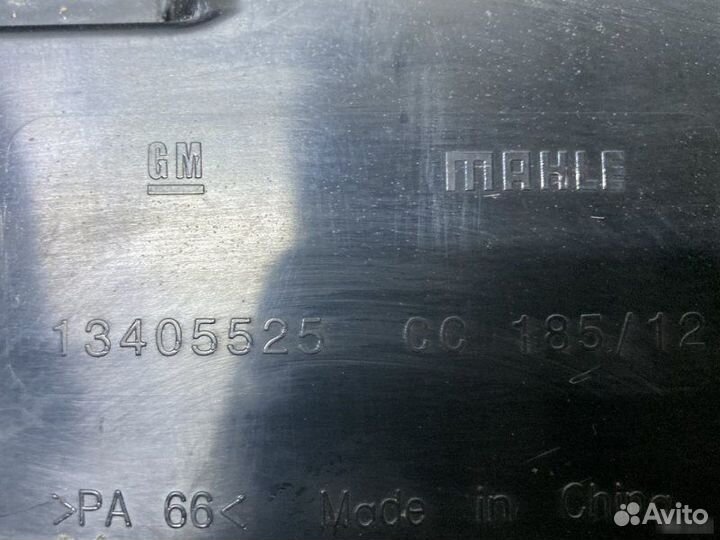 GM MAHLE
13405525 CC 185/12
>PA 66< Made in China
Avito